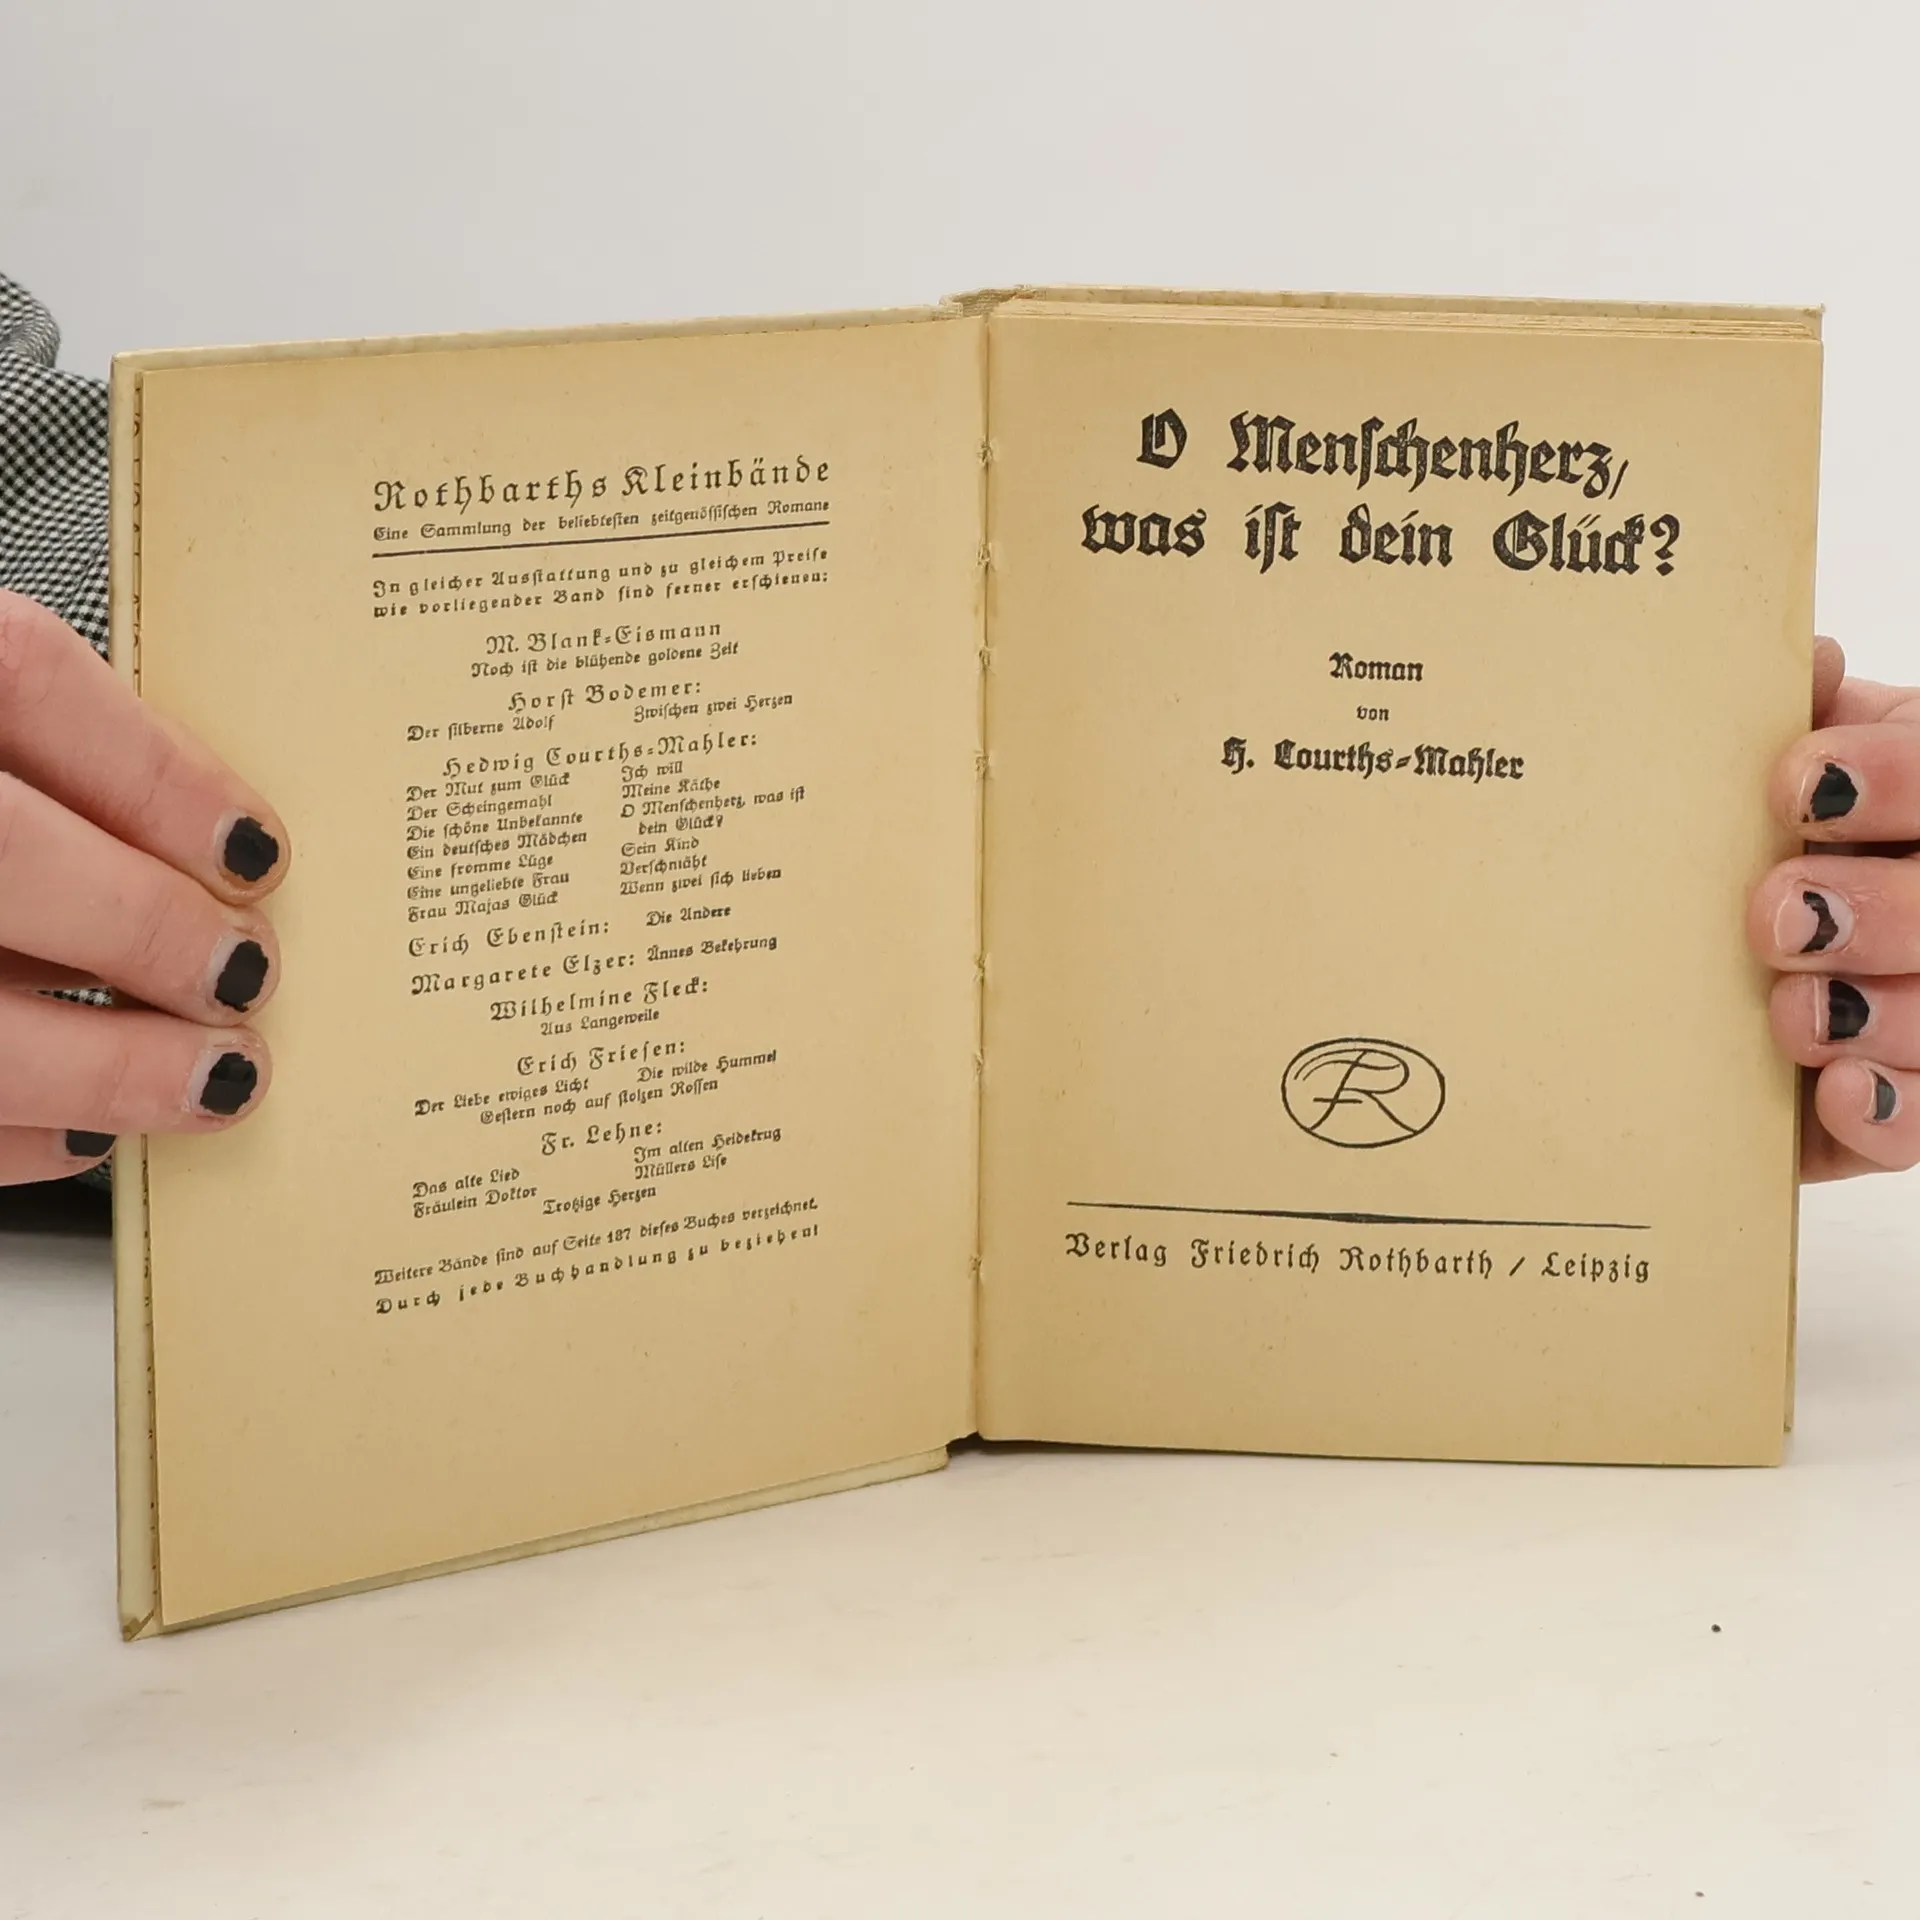 Rothbarths Kleinbände
Eine Sammlung der beliebtesten zeitgenössischen Romane
In gleicher Ausstattung und zu gleichem Preise
wie vorliegender Band sind ferner erschienen:
M. Blank-Eismann
Noch ist die blühende goldene Zeit
Horst Bodemer:
Der silberne Adolf Zwischen zwei Herzen
Hedwig Courths-Mahler:
Der Mut zum Glück
Der Scheingemahl
Die schöne Unbekannte
Ein deutsches Mädchen
Eine fromme Lüge
Eine ungeliebte Frau
Frau Majas Glück
Ich will
Meine Käthe
O Menschenherz, was ist
dein Glück?
Sein Kind
Verschmäht
Wenn zwei sich lieben
Erich Ebenstein: Die Andere
Margarete Elzer: Annes Bekehrung
Wilhelmine Fleck:
Aus Langeweile
Erich Friesen:
Der Liebe ewiges Licht Die wilde Hummel
Gestern noch auf stolzen Rossen
Fr. Lehne:
Das alte Lied Im alten Heidekrug
Fräulein Doktor Müllers Lise
Trotzige Herzen
Weitere Bände sind auf Seite 187 dieses Buches verzeichnet.
Durch jede Buchhandlung zu beziehen!
O Menschenherz,
was ist dein Glück?
Roman
von
H. Courths-Mahler
FR
Verlag Friedrich Rothbarth / Leipzig